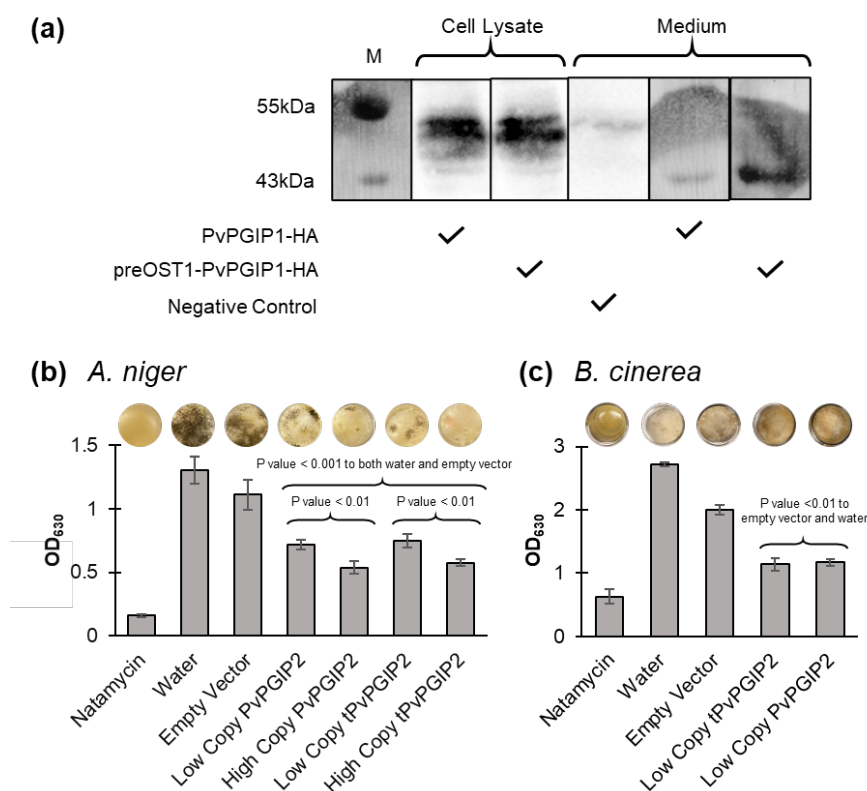 (a)
Cell Lysate Medium
M
55kDa
43kDa
PvPGIP1-HA
preOST1-PvPGIP1-HA
Negative Control
(b) A. niger
1.5
1
0.5
0
OD630
P value < 0.001 to both water and empty vector
P value < 0.01 P value < 0.01
Natamycin
Water
Empty Vector
Low Copy PvPGIP2
High Copy PvPGIP2
Low Copy tPvPGIP2
High Copy tPvPGIP2
(c) B. cinerea
3
2
1
0
OD630
P value <0.01 to
empty vector and water
Natamycin
Water
Empty Vector
Low Copy tPvPGIP2
Low Copy PvPGIP2